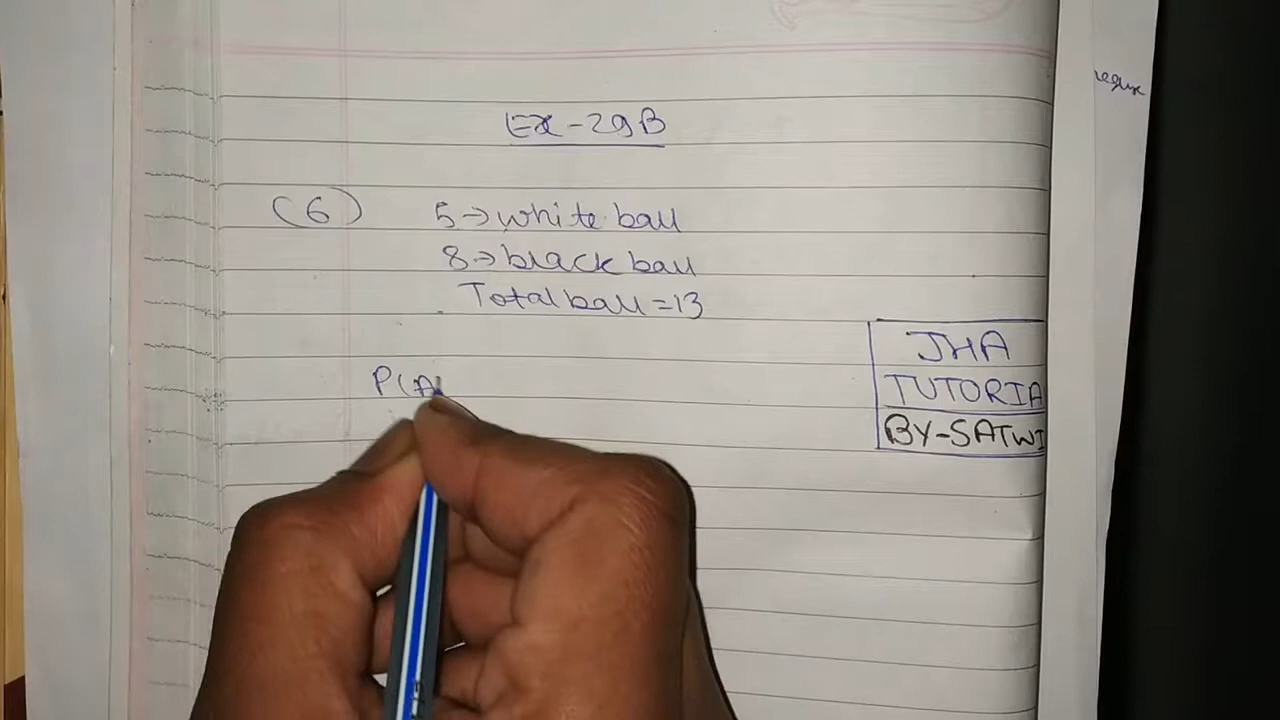 EX-29B
(6) 5→white ball
8→black ball
Total ball=13
P(A)
JHA
TUTORIA
BY-SATWI